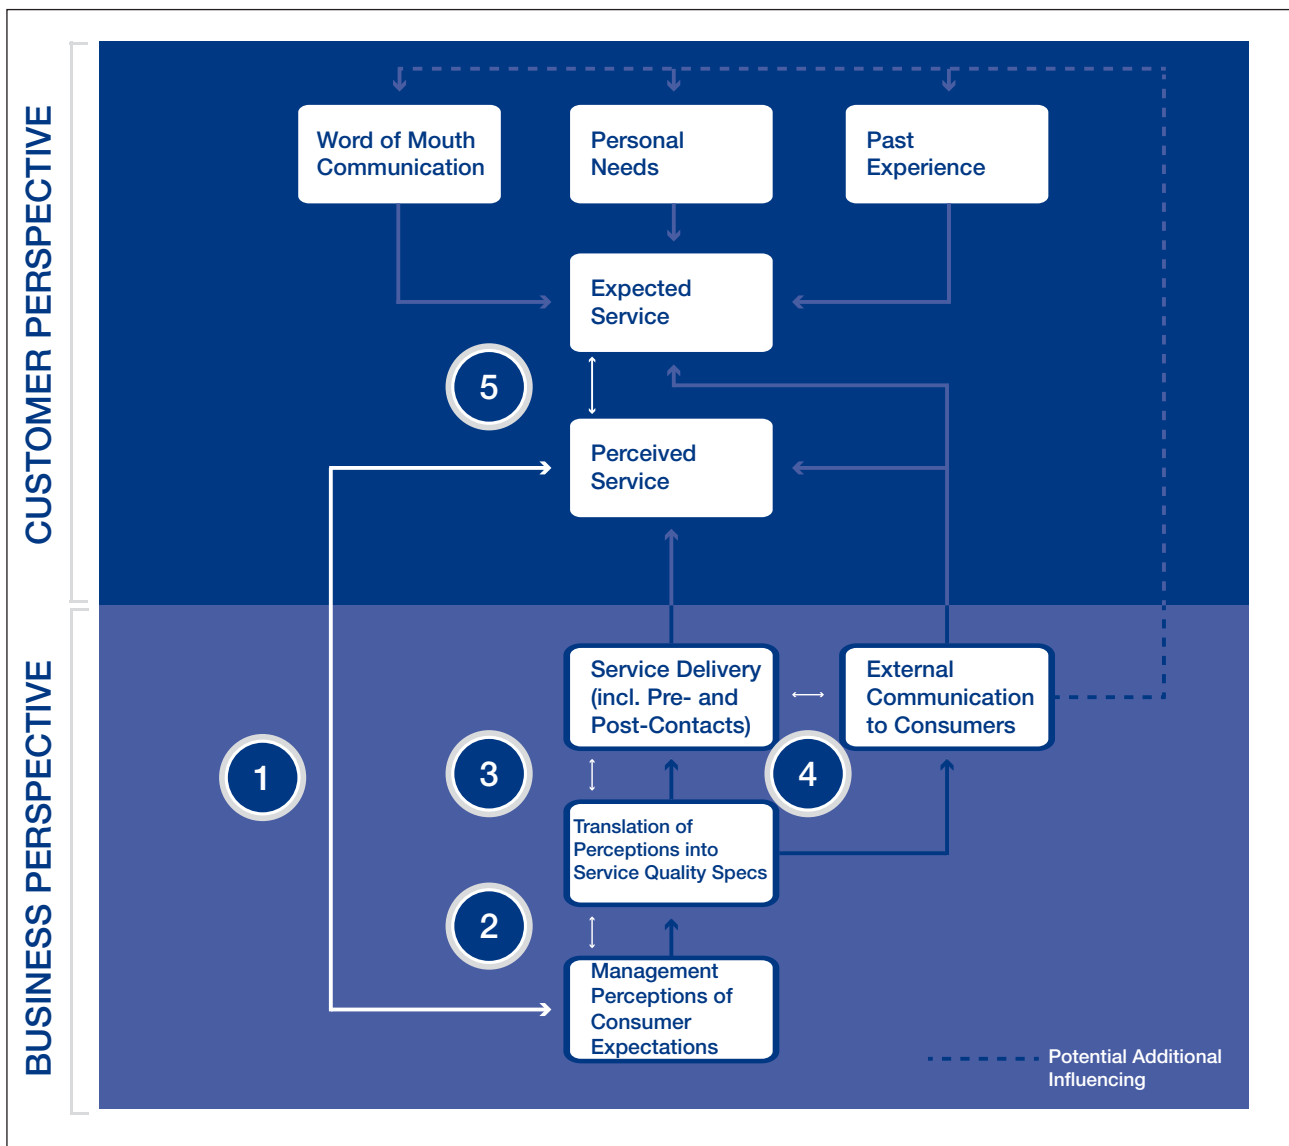 CUSTOMER PERSPECTIVE
Word of Mouth
Communication
Personal
Needs
Past
Experience
Expected
Service
5
Perceived
Service
BUSINESS PERSPECTIVE
Service Delivery
(incl. Pre- and
Post-Contacts)
External
Communication
to Consumers
1
3
4
Translation of
Perceptions into
Service Quality Specs
2
Management
Perceptions of
Consumer
Expectations
Potential Additional
Influencing